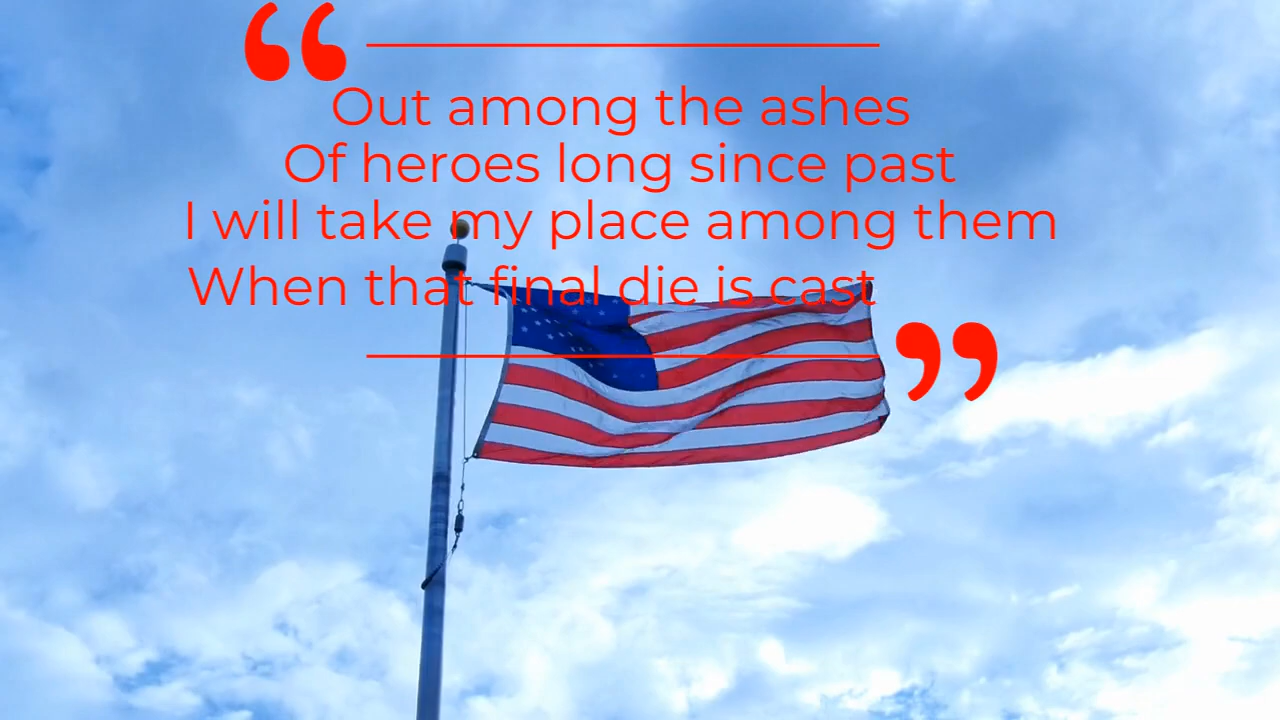 “
Out among the ashes
Of heroes long since past
I will take my place among them
When that final die is cast
”